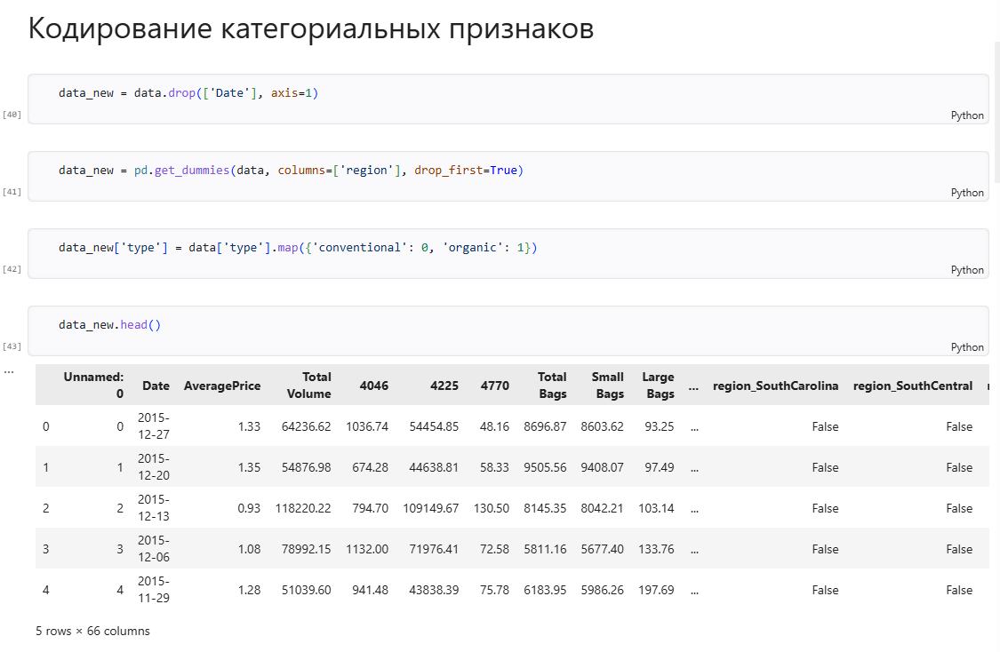 Кодирование категориальных признаков
data_new = data.drop(['Date'], axis=1)
[40]
Python
data_new = pd.get_dummies(data, columns=['region'], drop_first=True)
[41]
Python
data_new['type'] = data['type'].map({'conventional': 0, 'organic': 1})
[42]
Python
data_new.head()
[43]
Python
...
Unnamed: 0 Date AveragePrice Total Volume 4046 4225 4770 Total Bags Small Bags Large Bags ... region_SouthCarolina region_SouthCentral
0 0 2015-12-27 1.33 64236.62 1036.74 54454.85 48.16 8696.87 8603.62 93.25 ... False False
1 1 2015-12-20 1.35 54876.98 674.28 44638.81 58.33 9505.56 9408.07 97.49 ... False False
2 2 2015-12-13 0.93 118220.22 794.70 109149.67 130.50 8145.35 8042.21 103.14 ... False False
3 3 2015-12-06 1.08 78992.15 1132.00 71976.41 72.58 5811.16 5677.40 133.76 ... False False
4 4 2015-11-29 1.28 51039.60 941.48 43838.39 75.78 6183.95 5986.26 197.69 ... False False
5 rows × 66 columns